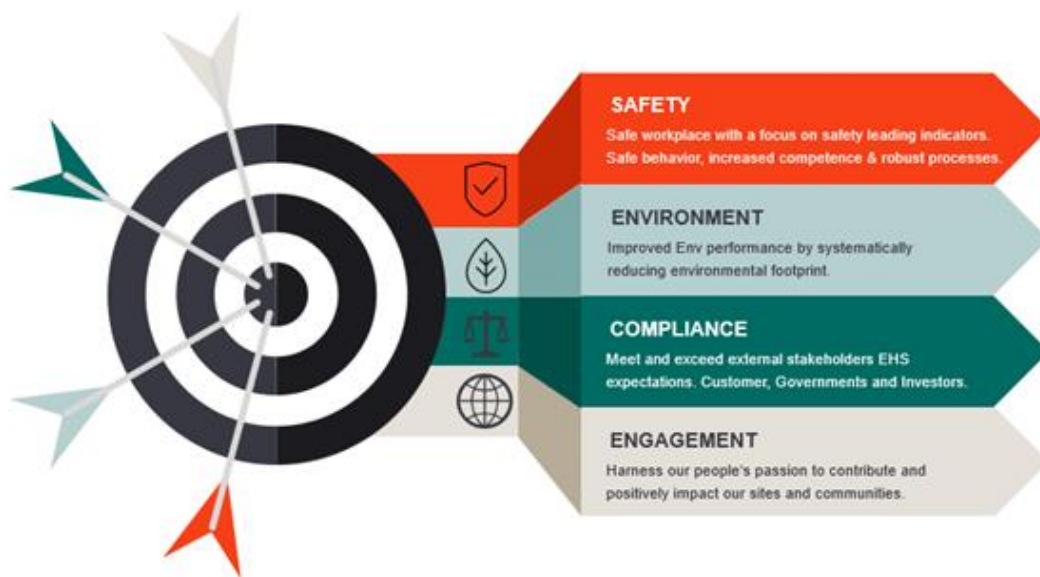 SAFETY
Safe workplace with a focus on safety leading indicators.
Safe behavior, increased competence & robust processes.
ENVIRONMENT
Improved Env performance by systematically
reducing environmental footprint.
COMPLIANCE
Meet and exceed external stakeholders EHS
expectations. Customer, Governments and Investors.
ENGAGEMENT
Harness our people's passion to contribute and
positively impact our sites and communities.